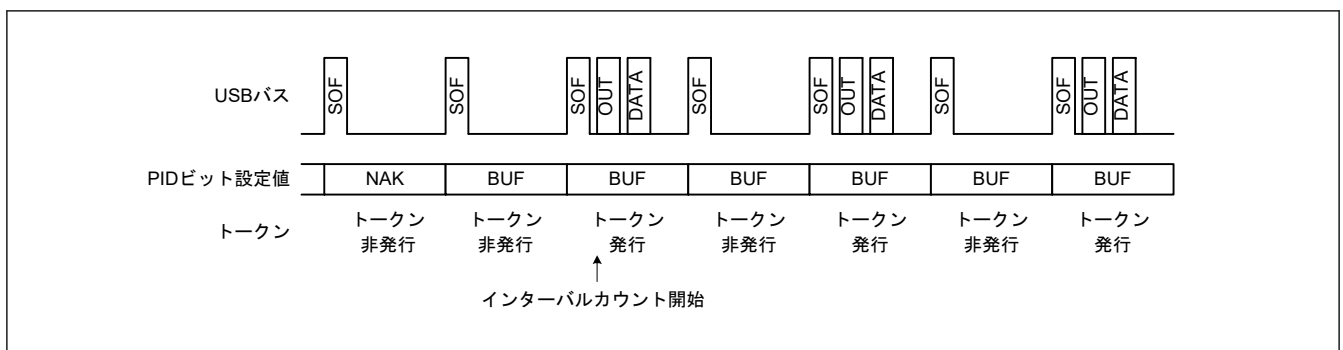 USBバス SOF SOF SOF OUT DATA SOF SOF OUT DATA SOF SOF OUT DATA
PIDビット設定値 NAK BUF BUF BUF BUF BUF BUF
トークン トークン トークン トークン トークン トークン トークン トークン
非発行 非発行 発行 非発行 発行 非発行 発行
インターバルカウント開始